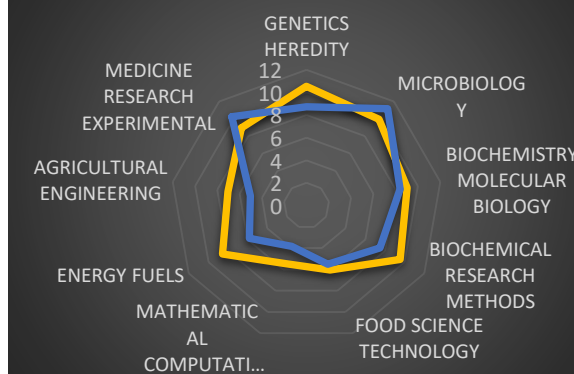 GENETICS
HEREDITY
MICROBIOLOG
Y
BIOCHEMISTRY
MOLECULAR
BIOLOGY
BIOCHEMICAL
RESEARCH
METHODS
FOOD SCIENCE
TECHNOLOGY
MATHEMATIC
AL
COMPUTATI...
ENERGY FUELS
AGRICULTURAL
ENGINEERING
MEDICINE
RESEARCH
EXPERIMENTAL
12
10
8
6
4
2
0